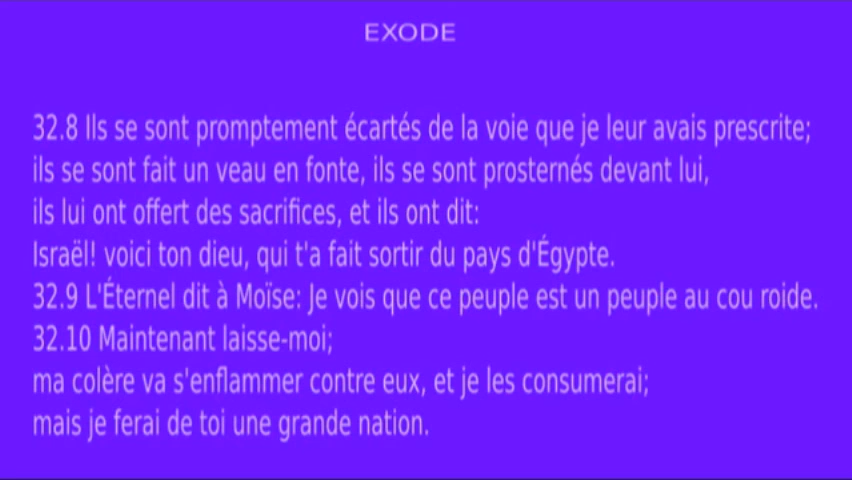 EXODE
32.8 Ils se sont promptement écartés de la voie que je leur avais prescrite;
ils se sont fait un veau en fonte, ils se sont prosternés devant lui,
ils lui ont offert des sacrifices, et ils ont dit:
Israël! voici ton dieu, qui t'a fait sortir du pays d'Égypte.
32.9 L'Éternel dit à Moïse: Je vois que ce peuple est un peuple au cou roide.
32.10 Maintenant laisse-moi;
ma colère va s'enflammer contre eux, et je les consumerai;
mais je ferai de toi une grande nation.